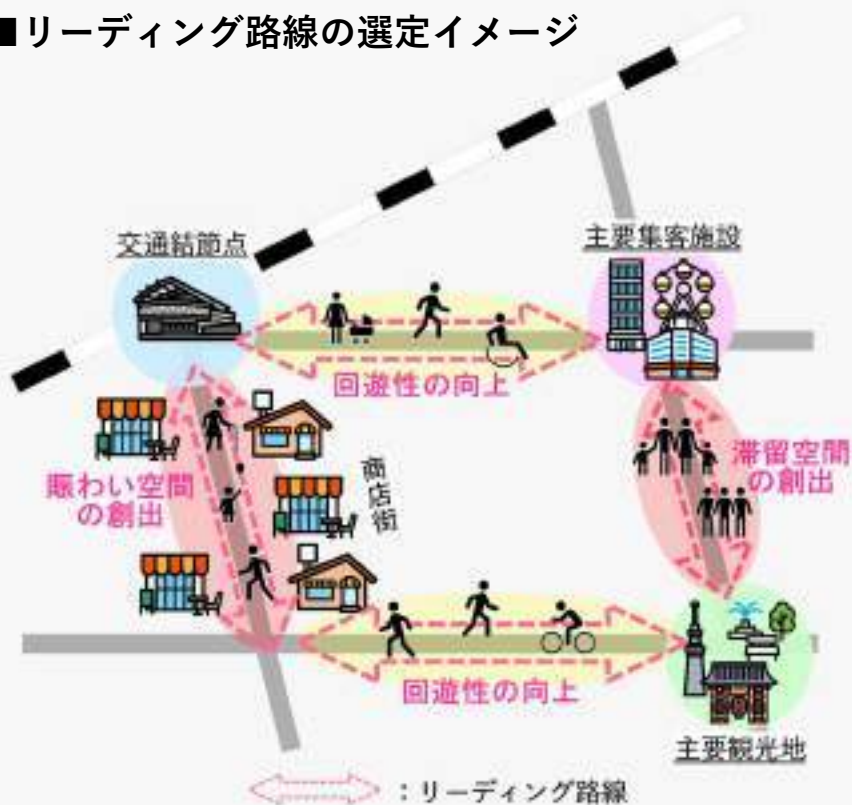 ■リーディング路線の選定イメージ
交通結節点
主要集客施設
回遊性の向上
賑わい空間
の創出
商店街
滞留空間
の創出
回遊性の向上
主要観光地
：リーディング路線